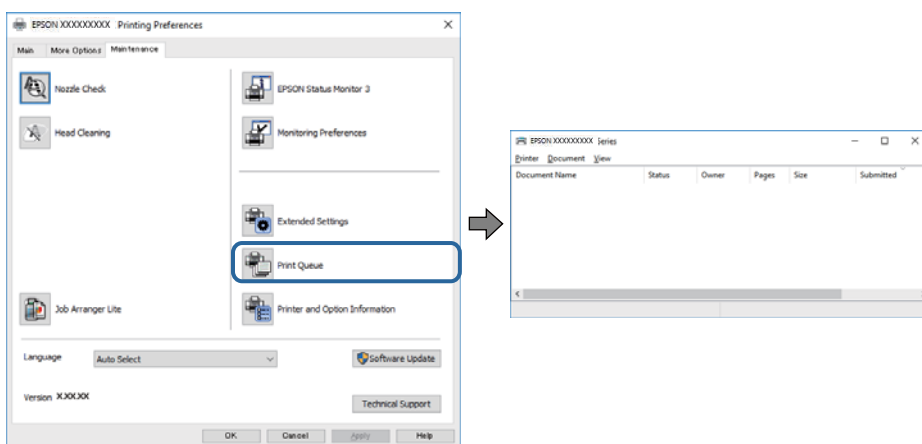 EPSON XXXXXXXXX Printing Preferences
Main More Options Maintenance
Nozzle Check
EPSON Status Monitor 3
Head Cleaning
Monitoring Preferences
Extended Settings
Print Queue
Job Arranger Lite
Printer and Option Information
Language Auto Select Software Update
Version X.XX.XX
Technical Support
OK Cancel Apply Help
EPSON XXXXXXXXX Series
Printer Document View
Document Name Status Owner Pages Size Submitted